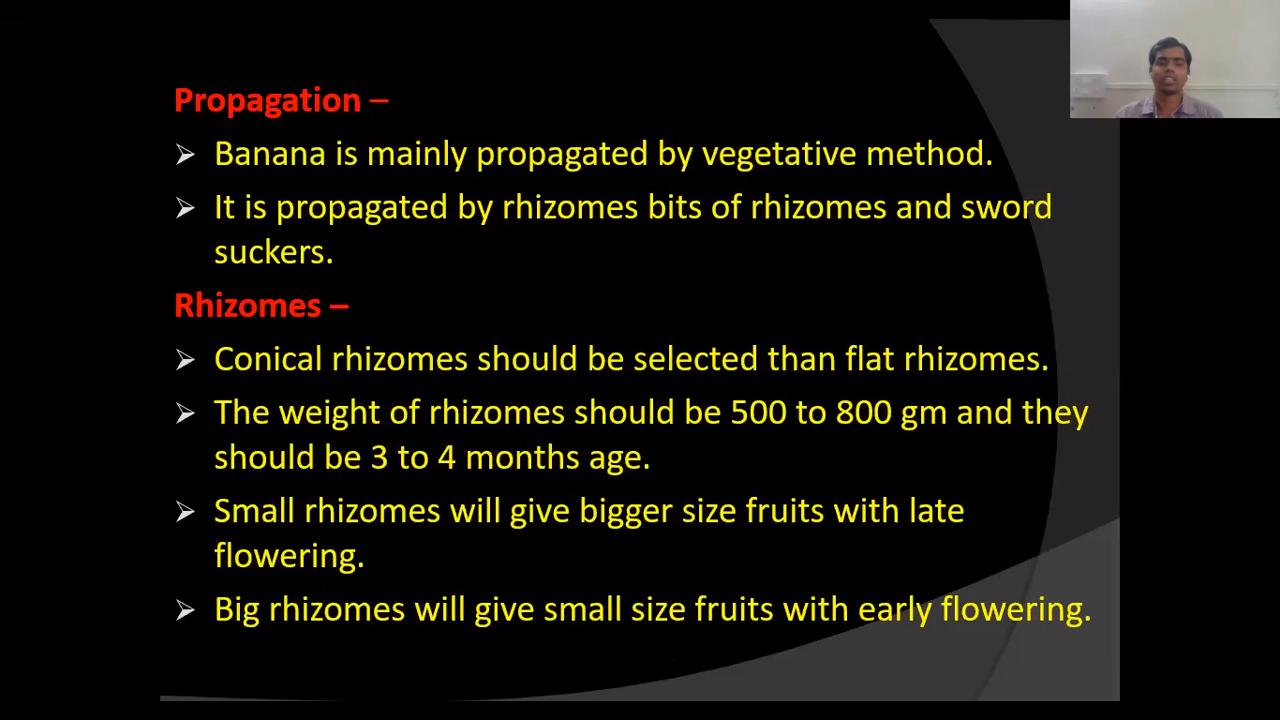 Propagation –
➢ Banana is mainly propagated by vegetative method.
➢ It is propagated by rhizomes bits of rhizomes and sword
suckers.
Rhizomes –
➢ Conical rhizomes should be selected than flat rhizomes.
➢ The weight of rhizomes should be 500 to 800 gm and they
should be 3 to 4 months age.
➢ Small rhizomes will give bigger size fruits with late
flowering.
➢ Big rhizomes will give small size fruits with early flowering.